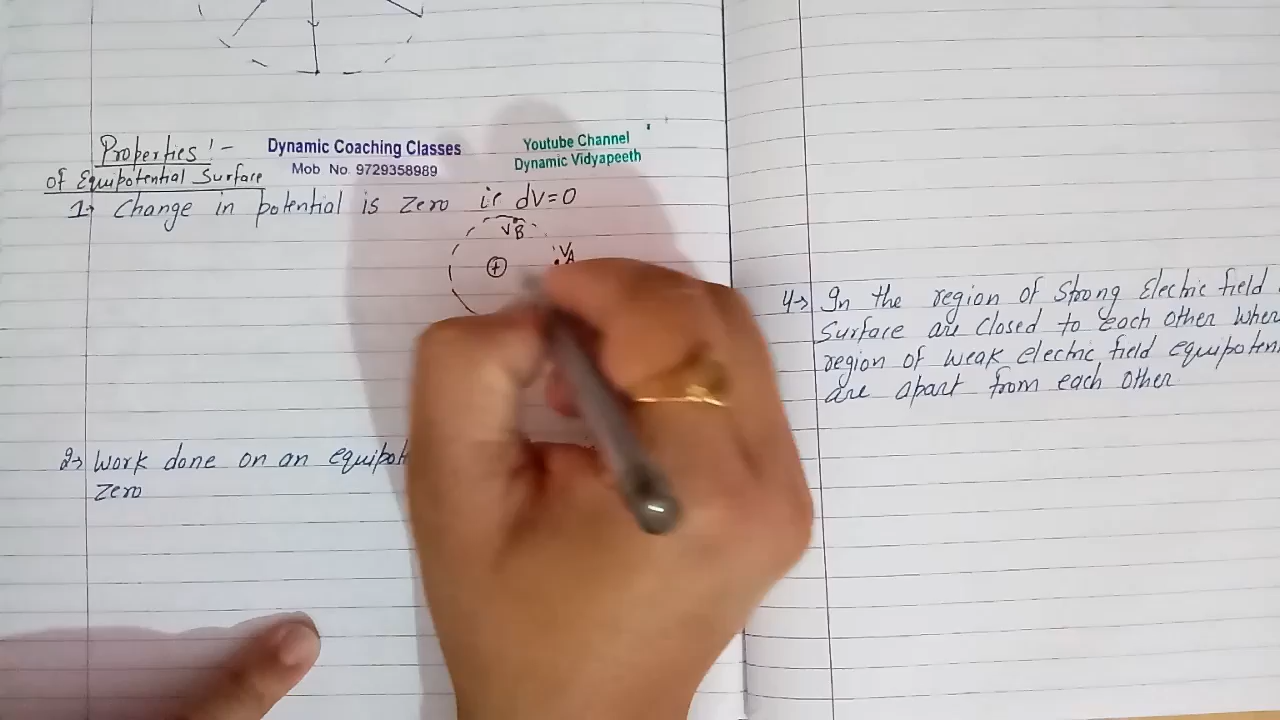 Properties :-
of Equipotential Surface
Dynamic Coaching Classes
Mob No. 9729358989
Youtube Channel
Dynamic Vidyapeeth
1→ Change in potential is zero ie dv=0
VB
VA
+
2→ Work done on an equipot
zero
4→ In the region of Strong Electric field
Surface are closed to each other wher
region of weak electric field equipoten
are apart from each other